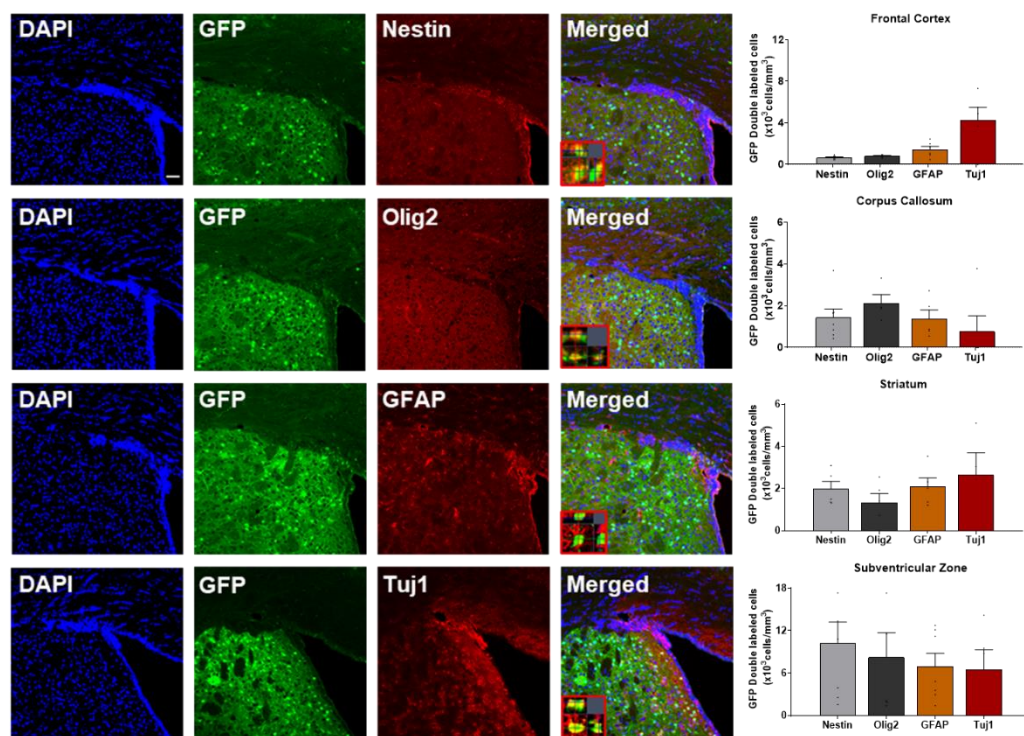 DAPI GFP Nestin Merged
Frontal Cortex
GFP Double labeled cells
(x10³cells/mm³)
12
8
4
0
Nestin Olig2 GFAP Tuj1
DAPI GFP Olig2 Merged
Corpus Callosum
GFP Double labeled cells
(x10³cells/mm³)
6
4
2
0
Nestin Olig2 GFAP Tuj1
DAPI GFP GFAP Merged
Striatum
GFP Double labeled cells
(x10³cells/mm³)
6
4
2
0
Nestin Olig2 GFAP Tuj1
DAPI GFP Tuj1 Merged
Subventricular Zone
GFP Double labeled cells
(x10³cells/mm³)
18
12
6
0
Nestin Olig2 GFAP Tuj1